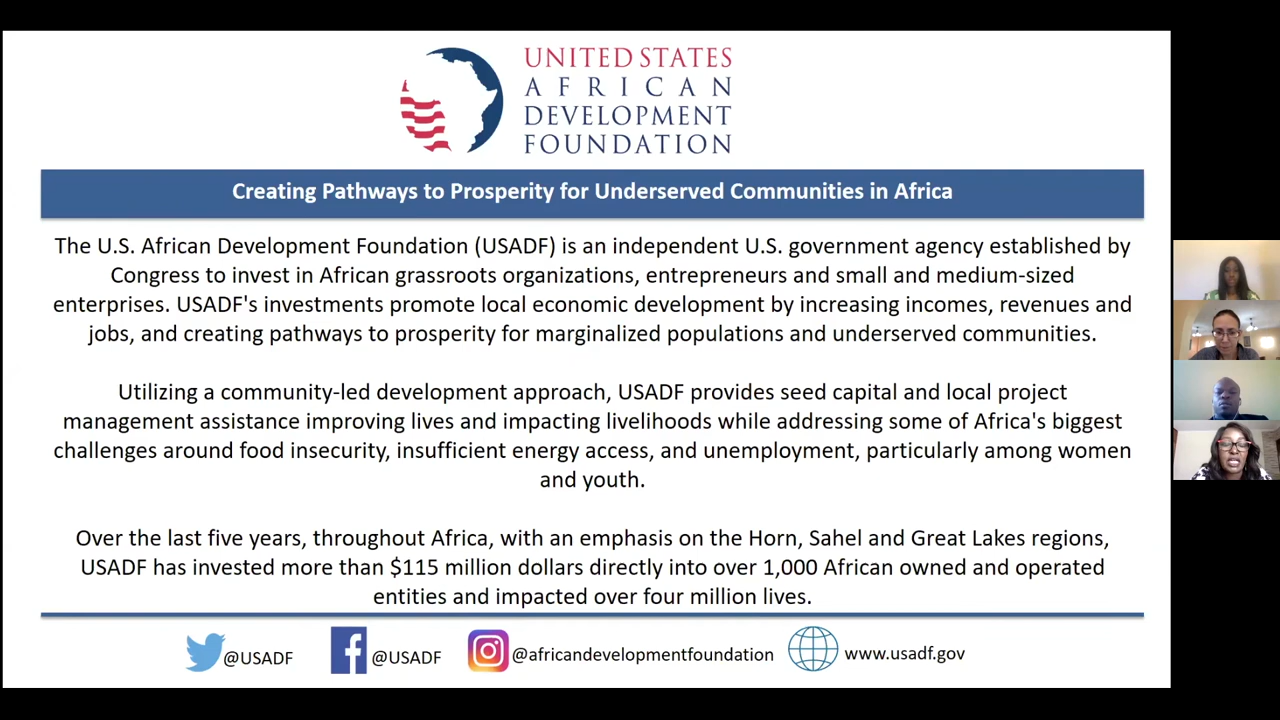 UNITED STATES
AFRICAN
DEVELOPMENT
FOUNDATION
Creating Pathways to Prosperity for Underserved Communities in Africa
The U.S. African Development Foundation (USADF) is an independent U.S. government agency established by
Congress to invest in African grassroots organizations, entrepreneurs and small and medium-sized
enterprises. USADF's investments promote local economic development by increasing incomes, revenues and
jobs, and creating pathways to prosperity for marginalized populations and underserved communities.
Utilizing a community-led development approach, USADF provides seed capital and local project
management assistance improving lives and impacting livelihoods while addressing some of Africa's biggest
challenges around food insecurity, insufficient energy access, and unemployment, particularly among women
and youth.
Over the last five years, throughout Africa, with an emphasis on the Horn, Sahel and Great Lakes regions,
USADF has invested more than $115 million dollars directly into over 1,000 African owned and operated
entities and impacted over four million lives.
@USADF @USADF @africandevelopmentfoundation www.usadf.gov